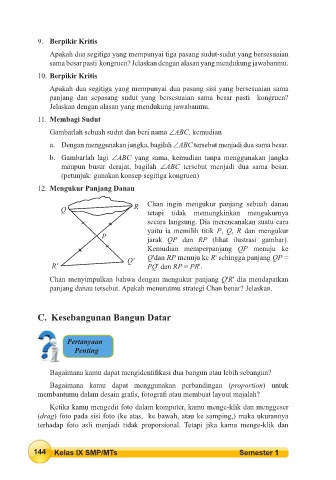 9. Berpikir Kritis
Apakah dua segitiga yang mempunyai tiga pasang sudut-sudut yang bersesuaian
sama besar pasti kongruen? Jelaskan dengan alasan yang mendukung jawabanmu.
10. Berpikir Kritis
Apakah dua segitiga yang mempunyai dua pasang sisi yang bersesuaian sama
panjang dan sepasang sudut yang bersesuaian sama besar pasti kongruen?
Jelaskan dengan alasan yang mendukung jawabanmu.
11. Membagi Sudut
Gambarlah sebuah sudut dan beri nama ∠ABC, kemudian
a. Dengan menggunakan jangka, bagilah ∠ABC tersebut menjadi dua sama besar.
b. Gambarlah lagi ∠ABC yang sama, kemudian tanpa menggunakan jangka
maupun busur derajat, bagilah ∠ABC tersebut menjadi dua sama besar.
(petunjuk: gunakan konsep segitiga kongruen)
12. Mengukur Panjang Danau
Q
R
P
Q'
R'
Chan ingin mengukur panjang sebuah danau
tetapi tidak memungkinkan mengukurnya
secara langsung. Dia merencanakan suatu cara
yaitu ia memilih titik P, Q, R dan mengukur
jarak QP dan RP (lihat ilustrasi gambar).
Kemudian memperpanjang QP menuju ke
Q'dan RP menuju ke R' sehingga panjang QP =
PQ' dan RP = PR'.
Chan menyimpulkan bahwa dengan mengukur panjang Q'R' dia mendapatkan
panjang danau tersebut. Apakah menurutmu strategi Chan benar? Jelaskan.
C. Kesebangunan Bangun Datar
Pertanyaan
Penting
Bagaimana kamu dapat mengidentifikasi dua bangun atau lebih sebangun?
Bagaimana kamu dapat menggunakan perbandingan (proportion) untuk
membantumu dalam desain grafis, fotografi atau membuat layout majalah?
Ketika kamu mengedit foto dalam komputer, kamu menge-klik dan menggeser
(drag) foto pada sisi foto (ke atas, ke bawah, atau ke samping,) maka ukurannya
terhadap foto asli menjadi tidak proporsional. Tetapi jika kamu menge-klik dan
144 Kelas IX SMP/MTs Semester 1